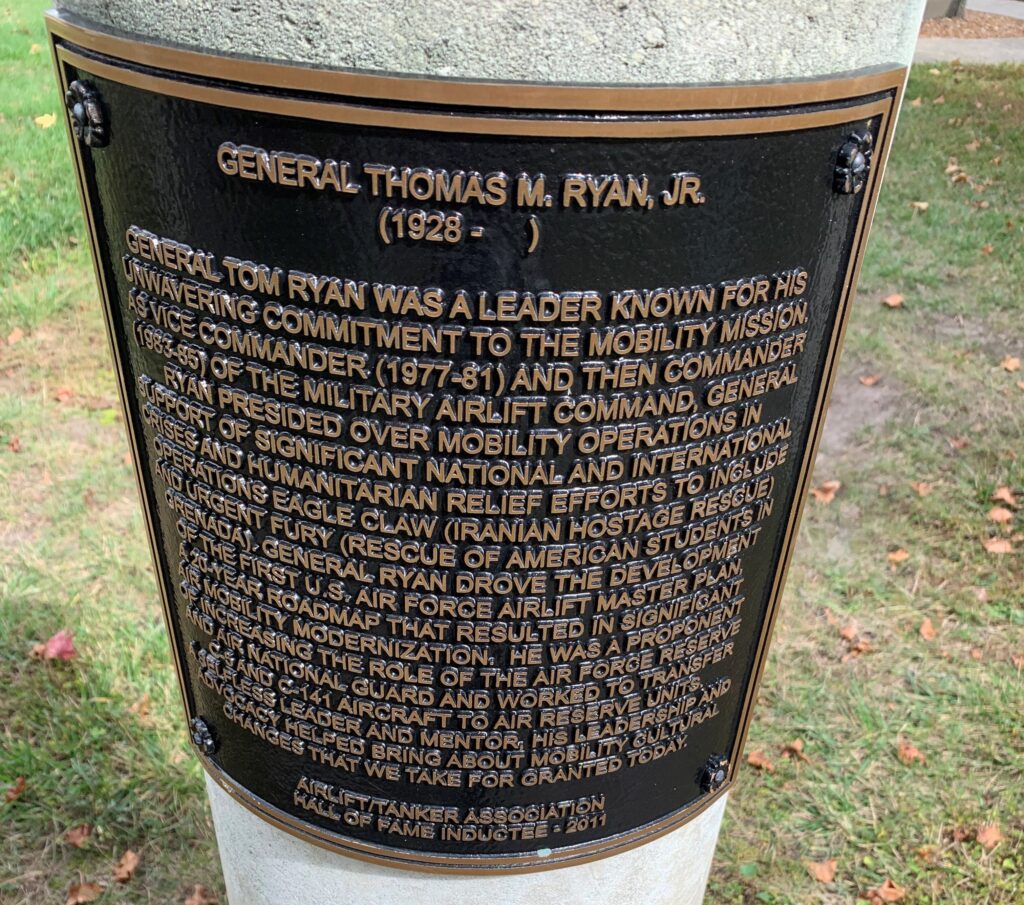 GENERAL THOMAS M. RYAN, JR.
(1928 - )
GENERAL TOM RYAN WAS A LEADER KNOWN FOR HIS
UNWAVERING COMMITMENT TO THE MOBILITY MISSION.
AS VICE COMMANDER (1977-81) AND THEN COMMANDER
(1983-85) OF THE MILITARY AIRLIFT COMMAND, GENERAL
RYAN PRESIDED OVER MOBILITY OPERATIONS IN
SUPPORT OF SIGNIFICANT NATIONAL AND INTERNATIONAL
CRISES AND HUMANITARIAN RELIEF EFFORTS TO INCLUDE
OPERATIONS EAGLE CLAW (IRANIAN HOSTAGE RESCUE)
AND URGENT FURY (RESCUE OF AMERICAN STUDENTS IN
GRENADA). GENERAL RYAN DROVE THE DEVELOPMENT
OF THE FIRST U.S. AIR FORCE AIRLIFT MASTER PLAN,
A 20-YEAR ROADMAP THAT RESULTED IN SIGNIFICANT
AIR MOBILITY MODERNIZATION. HE WAS A PROPONENT
OF INCREASING THE ROLE OF THE AIR FORCE RESERVE
AND AIR NATIONAL GUARD AND WORKED TO TRANSFER
C-5 AND C-141 AIRCRAFT TO AIR RESERVE UNITS.
SELFLESS LEADER AND MENTOR, HIS LEADERSHIP AND
ADVOCACY HELPED BRING ABOUT MOBILITY CULTURAL
CHANGES THAT WE TAKE FOR GRANTED TODAY.
AIRLIFT/TANKER ASSOCIATION
HALL OF FAME INDUCTEE - 2011